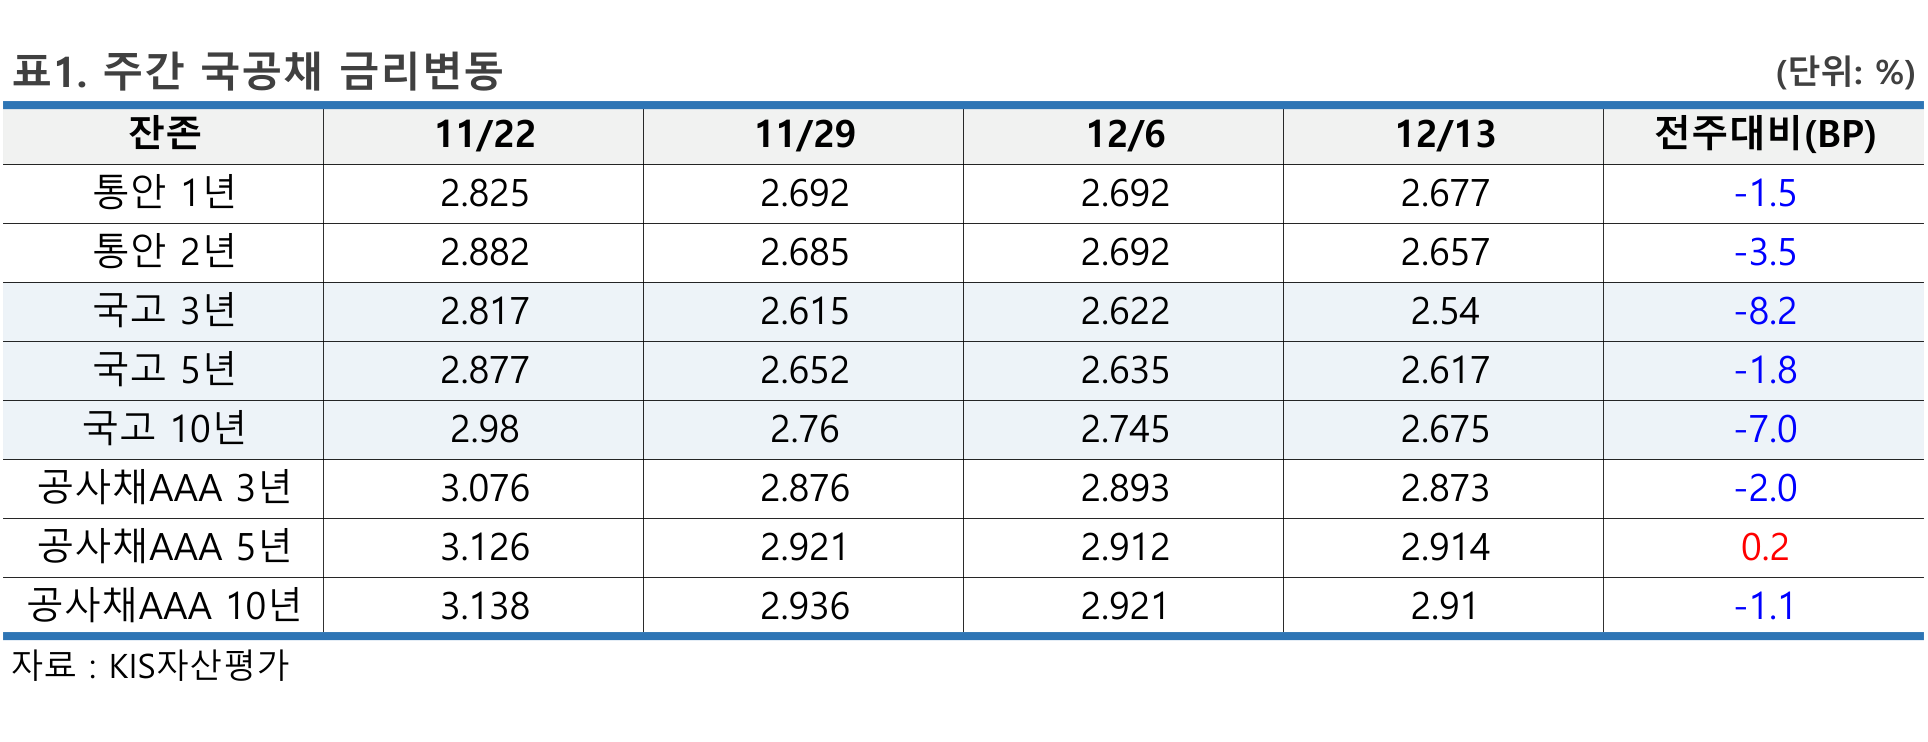 표1. 주간 국공채 금리변동 (단위: %)
잔존 11/22 11/29 12/6 12/13 전주대비(BP)
통안 1년 2.825 2.692 2.692 2.677 -1.5
통안 2년 2.882 2.685 2.692 2.657 -3.5
국고 3년 2.817 2.615 2.622 2.54 -8.2
국고 5년 2.877 2.652 2.635 2.617 -1.8
국고 10년 2.98 2.76 2.745 2.675 -7.0
공사채AAA 3년 3.076 2.876 2.893 2.873 -2.0
공사채AAA 5년 3.126 2.921 2.912 2.914 0.2
공사채AAA 10년 3.138 2.936 2.921 2.91 -1.1
자료 : KIS자산평가